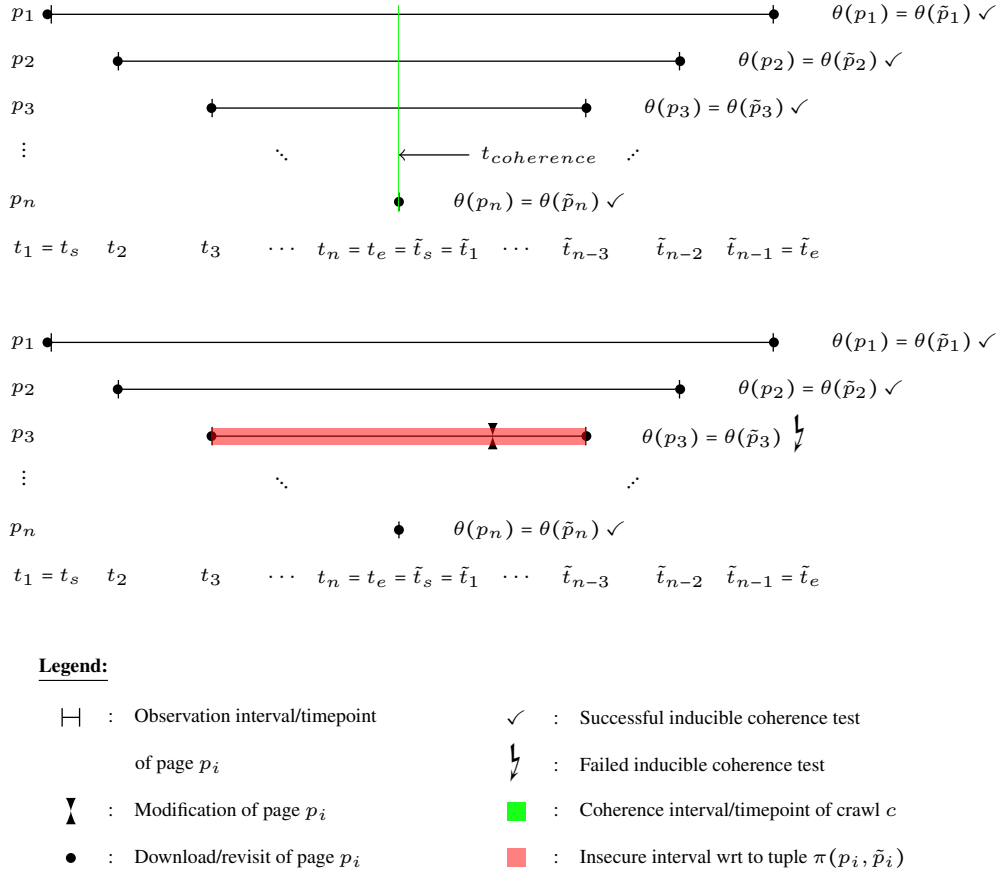 p₁ θ(p₁) = θ(p̃₁) ✓
p₂ θ(p₂) = θ(p̃₂) ✓
p₃ θ(p₃) = θ(p̃₃) ✓
⋮ ⋱ t_coherence ⋰
pₙ θ(pₙ) = θ(p̃ₙ) ✓
t₁ = tₛ t₂ t₃ ⋯ tₙ = tₑ = t̃ₛ = t̃₁ ⋯ t̃ₙ₋₃ t̃ₙ₋₂ t̃ₙ₋₁ = t̃ₑ
p₁ θ(p₁) = θ(p̃₁) ✓
p₂ θ(p₂) = θ(p̃₂) ✓
p₃ θ(p₃) = θ(p̃₃)
⋮ ⋱ ⋰
pₙ θ(pₙ) = θ(p̃ₙ) ✓
t₁ = tₛ t₂ t₃ ⋯ tₙ = tₑ = t̃ₛ = t̃₁ ⋯ t̃ₙ₋₃ t̃ₙ₋₂ t̃ₙ₋₁ = t̃ₑ
Legend:
: Observation interval/timepoint
of page pᵢ
: Modification of page pᵢ
: Download/revisit of page pᵢ
✓ : Successful inducible coherence test
: Failed inducible coherence test
: Coherence interval/timepoint of crawl c
: Insecure interval wrt to tuple π(pᵢ, p̃ᵢ)